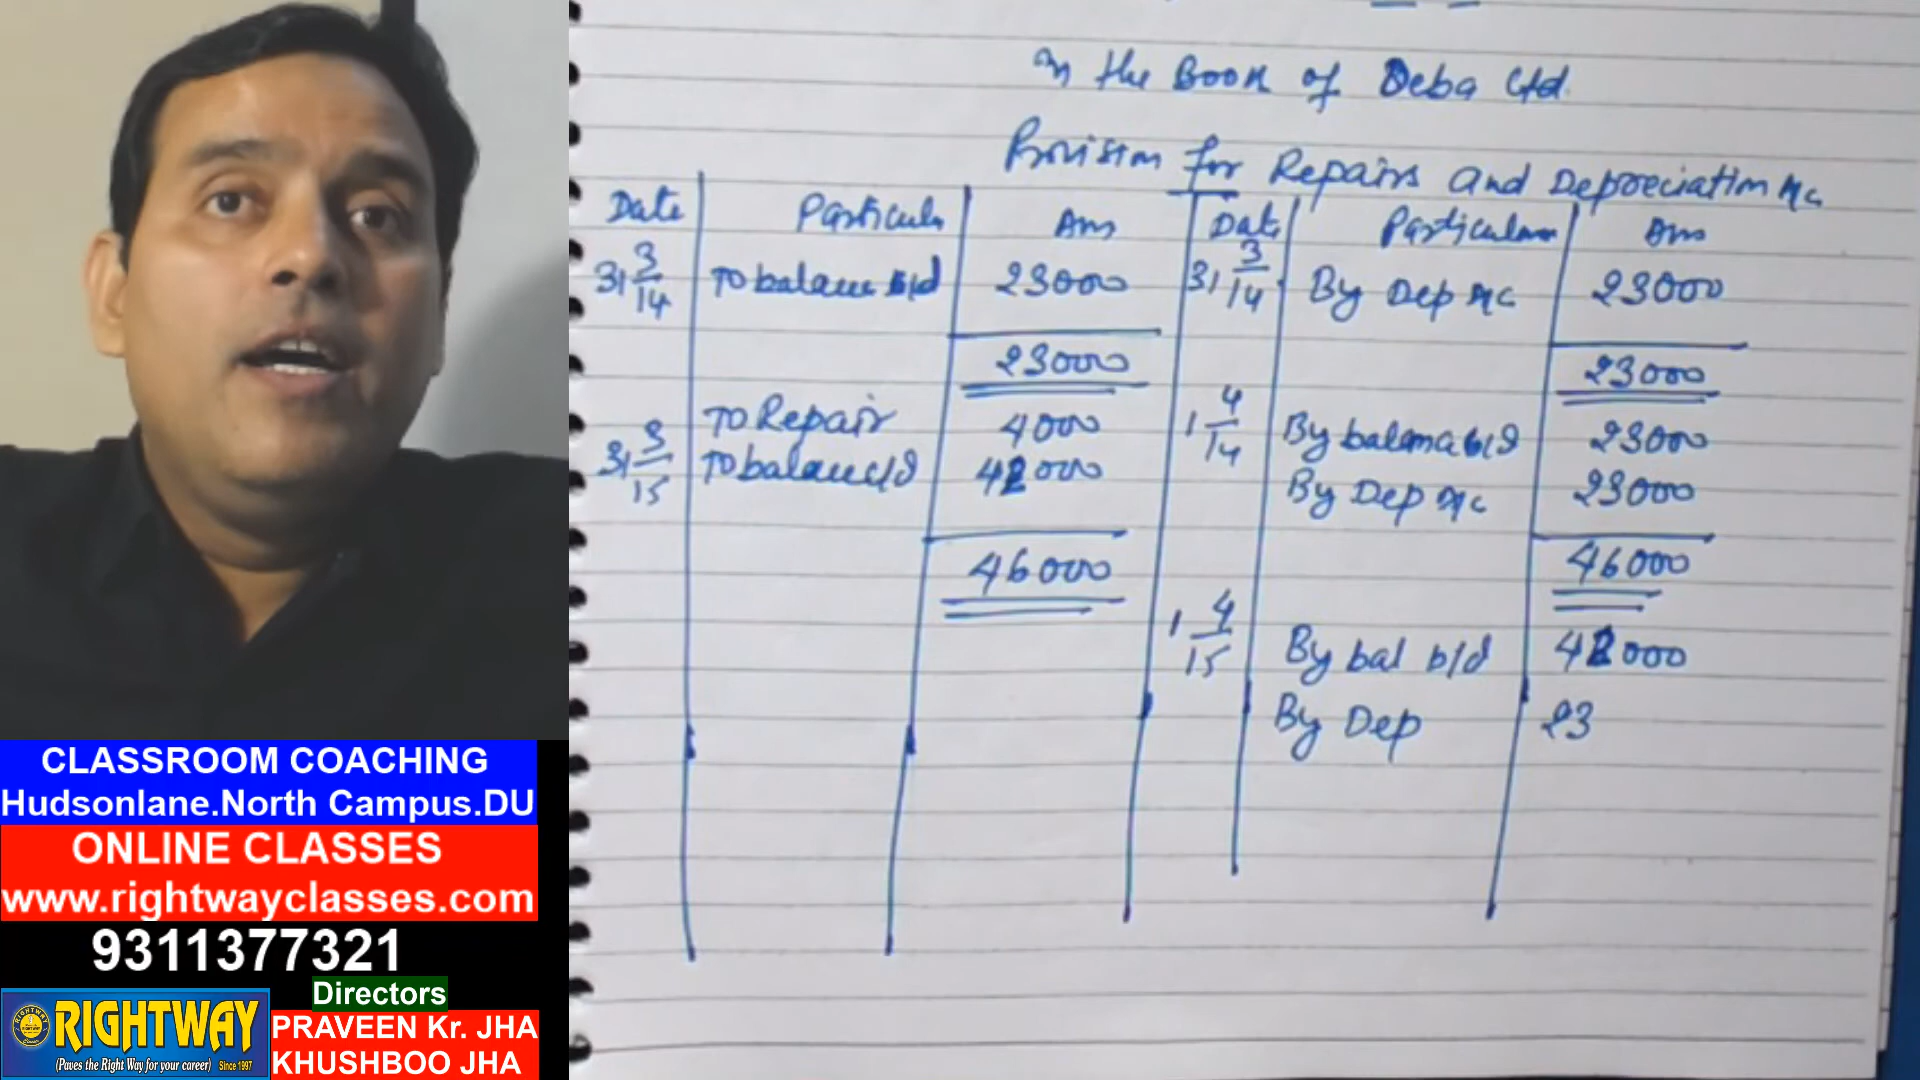 In the Book of Deba Ltd.
Provision for Repairs and Depreciation A/c
Date Particulars Am Date Particulars Am
31 3/14 To balance c/d 23000 31 3/14 By Dep A/c 23000
23000 23000
To Repair 4000 1 4/14 By balance b/d 23000
31 3/15 To balance c/d 42000 By Dep A/c 23000
46000 46000
1 4/15 By bal b/d 42000
By Dep 23
CLASSROOM COACHING
Hudsonlane.North Campus.DU
ONLINE CLASSES
www.rightwayclasses.com
9311377321
Directors
PRAVEEN Kr. JHA
KHUSHBOO JHA
RIGHTWAY
(Paves the Right Way for your career) Since 1997